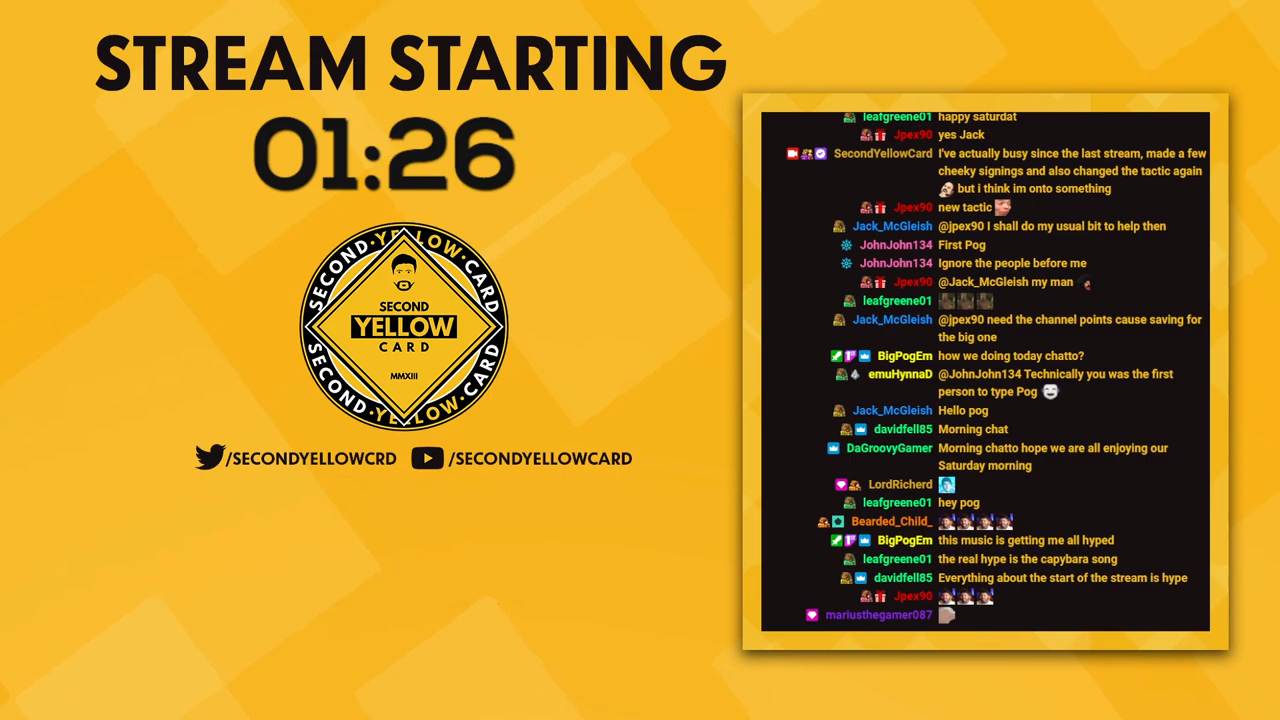 STREAM STARTING
01:26
SECOND·YELLOW·CARD
SECOND
YELLOW
CARD
MMXIII
SECOND·YELLOW·CARD
/SECONDYELLOWCRD /SECONDYELLOWCARD
leafgreene01 happy saturdat
Jpex90 yes Jack
SecondYellowCard I've actually busy since the last stream, made a few
cheeky signings and also changed the tactic again
but i think im onto something
Jpex90 new tactic
Jack_McGleish @jpex90 I shall do my usual bit to help then
JohnJohn134 First Pog
JohnJohn134 Ignore the people before me
Jpex90 @Jack_McGleish my man
leafgreene01
Jack_McGleish @jpex90 need the channel points cause saving for
the big one
BigPogEm how we doing today chatto?
emuHynnaD @JohnJohn134 Technically you was the first
person to type Pog
Jack_McGleish Hello pog
davidfell85 Morning chat
DaGroovyGamer Morning chatto hope we are all enjoying our
Saturday morning
LordRicherd
leafgreene01 hey pog
Bearded_Child_
BigPogEm this music is getting me all hyped
leafgreene01 the real hype is the capybara song
davidfell85 Everything about the start of the stream is hype
Jpex90
mariusthegamer087